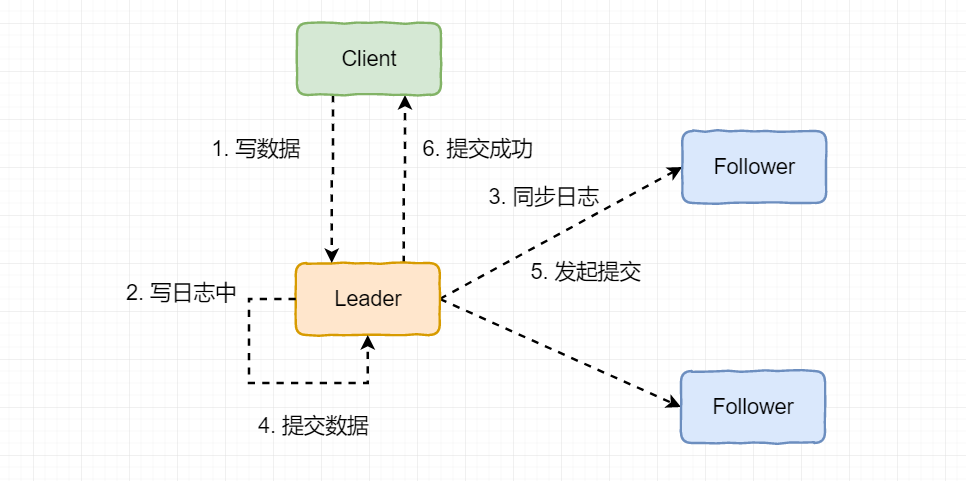 Client
1. 写数据
6. 提交成功
Follower
3. 同步日志
5. 发起提交
2. 写日志中
Leader
Follower
4. 提交数据